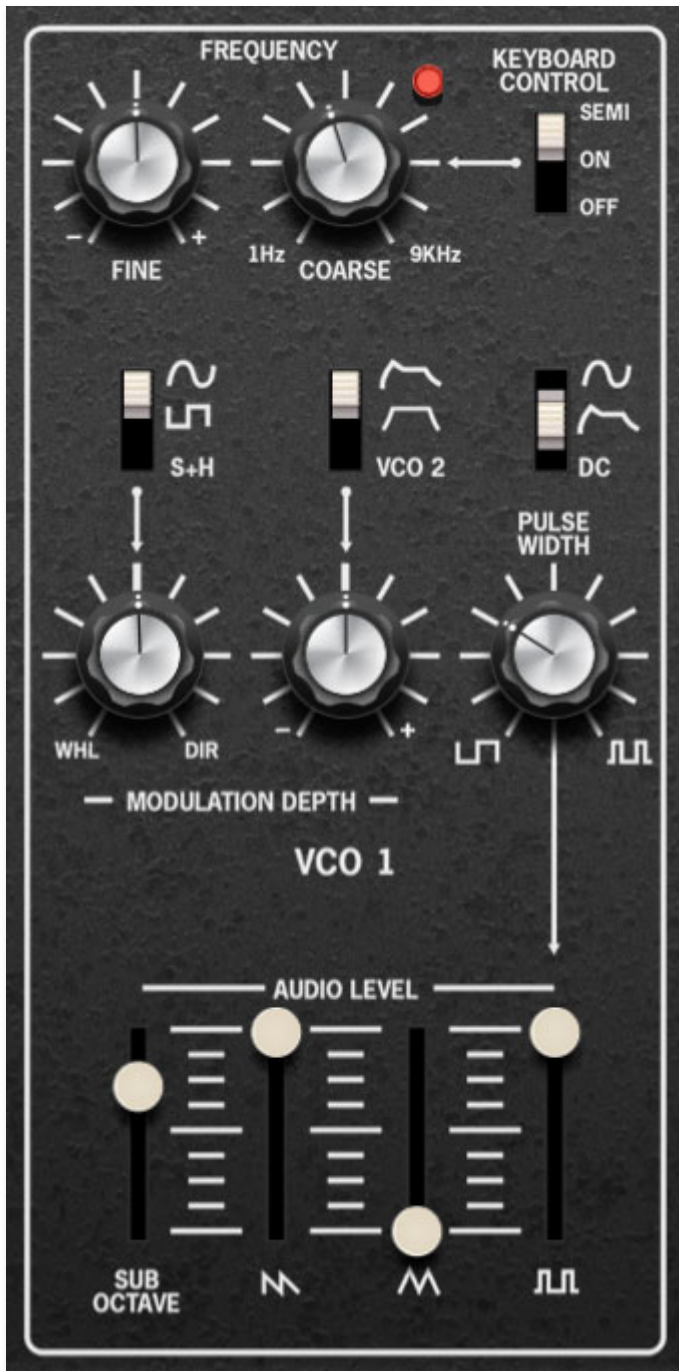 FREQUENCY
KEYBOARD
CONTROL
SEMI
ON
OFF
− +
FINE
1Hz
COARSE
9KHz
S+H
VCO 2
DC
PULSE
WIDTH
WHL
DIR
− +
MODULATION DEPTH
VCO 1
AUDIO LEVEL
SUB
OCTAVE